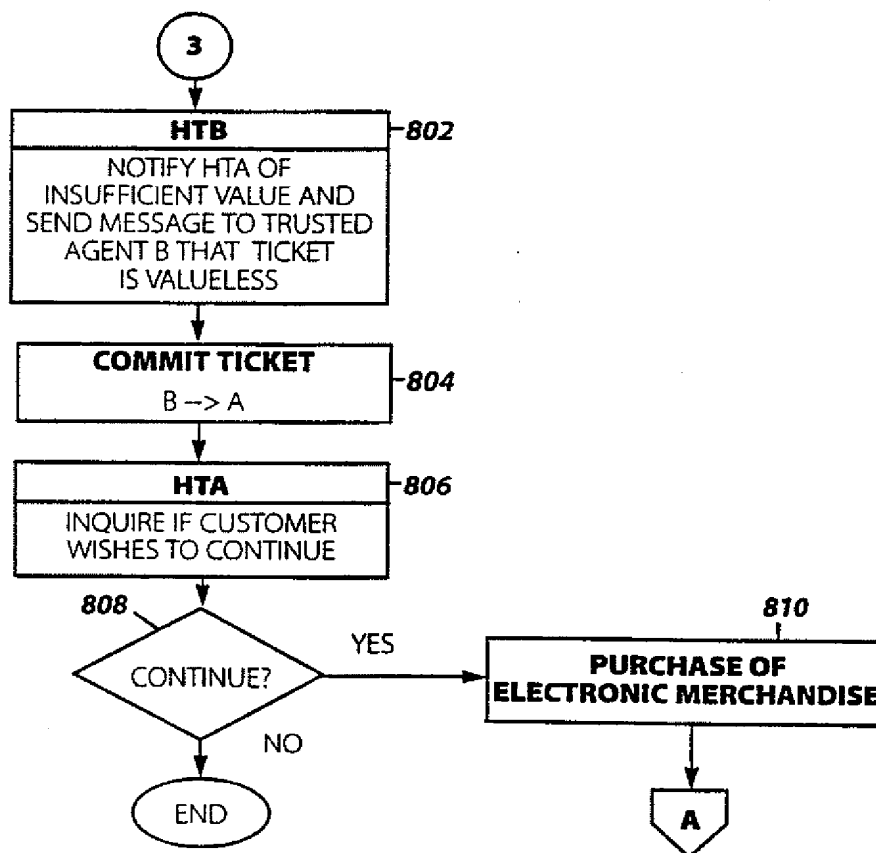 3
HTB
802
NOTIFY HTA OF
INSUFFICIENT VALUE AND
SEND MESSAGE TO TRUSTED
AGENT B THAT TICKET
IS VALUELESS
COMMIT TICKET
804
B --> A
HTA
806
INQUIRE IF CUSTOMER
WISHES TO CONTINUE
808
CONTINUE?
YES
810
PURCHASE OF
ELECTRONIC MERCHANDISE
NO
END
A